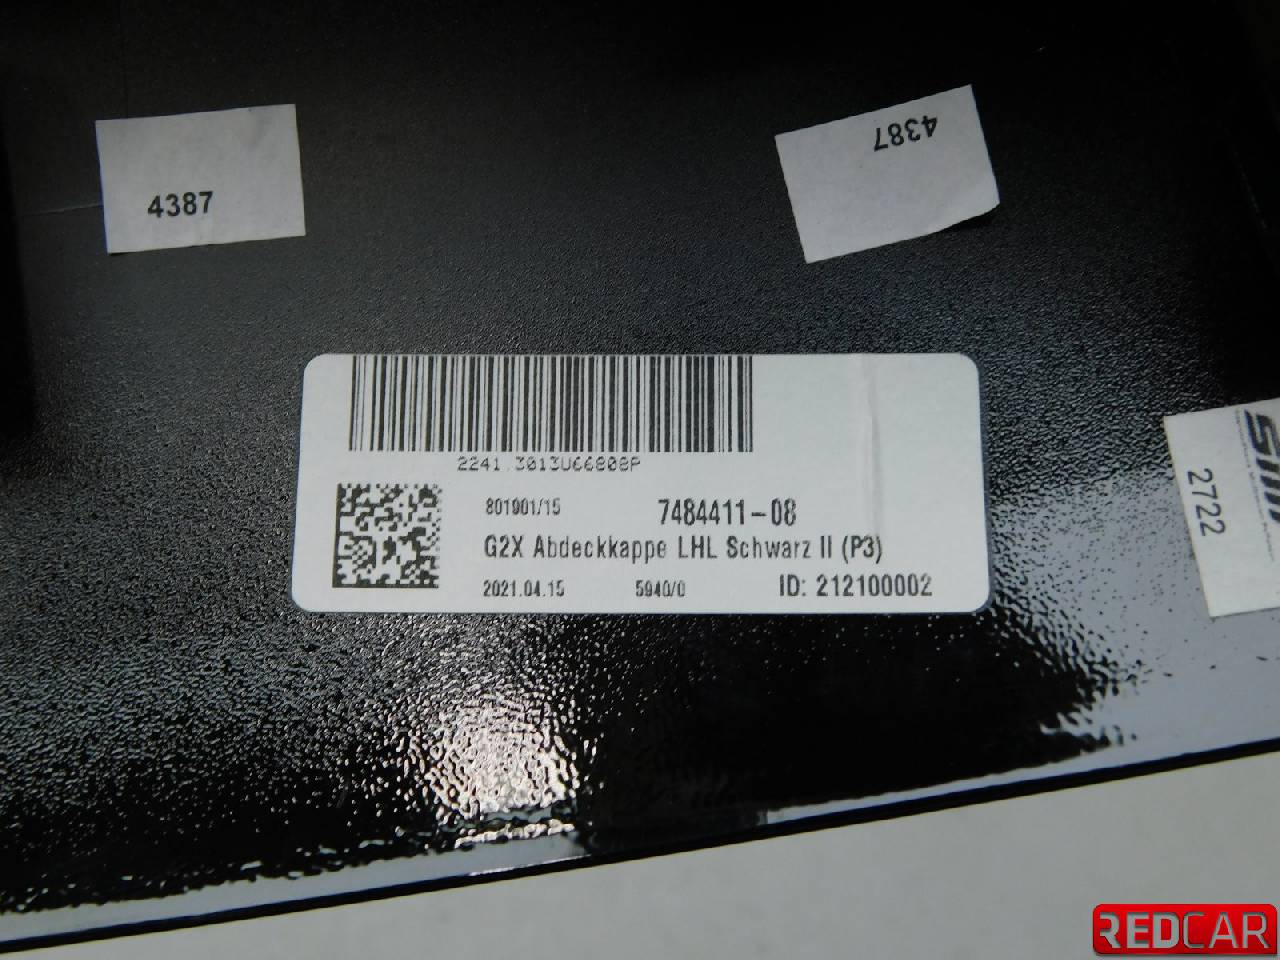 4387
4387
2241.3013U66808P
801901/15
7484411-08
G2X Abdeckkappe LHL Schwarz II (P3)
2021.04.15
5940/0
ID: 212100002
2722
REDCAR